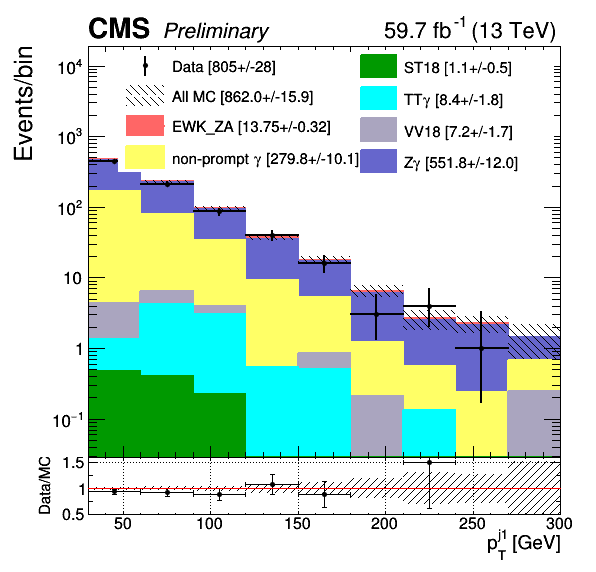 CMS Preliminary 59.7 fb⁻¹ (13 TeV)
Events/bin
Data [805+/-28]
All MC [862.0+/-15.9]
EWK_ZA [13.75+/-0.32]
non-prompt γ [279.8+/-10.1]
ST18 [1.1+/-0.5]
TTγ [8.4+/-1.8]
VV18 [7.2+/-1.7]
Zγ [551.8+/-12.0]
10⁴
10³
10²
10
1
10⁻¹
Data/MC
1.5
1
0.5
50 100 150 200 250 300
p_T^j1 [GeV]